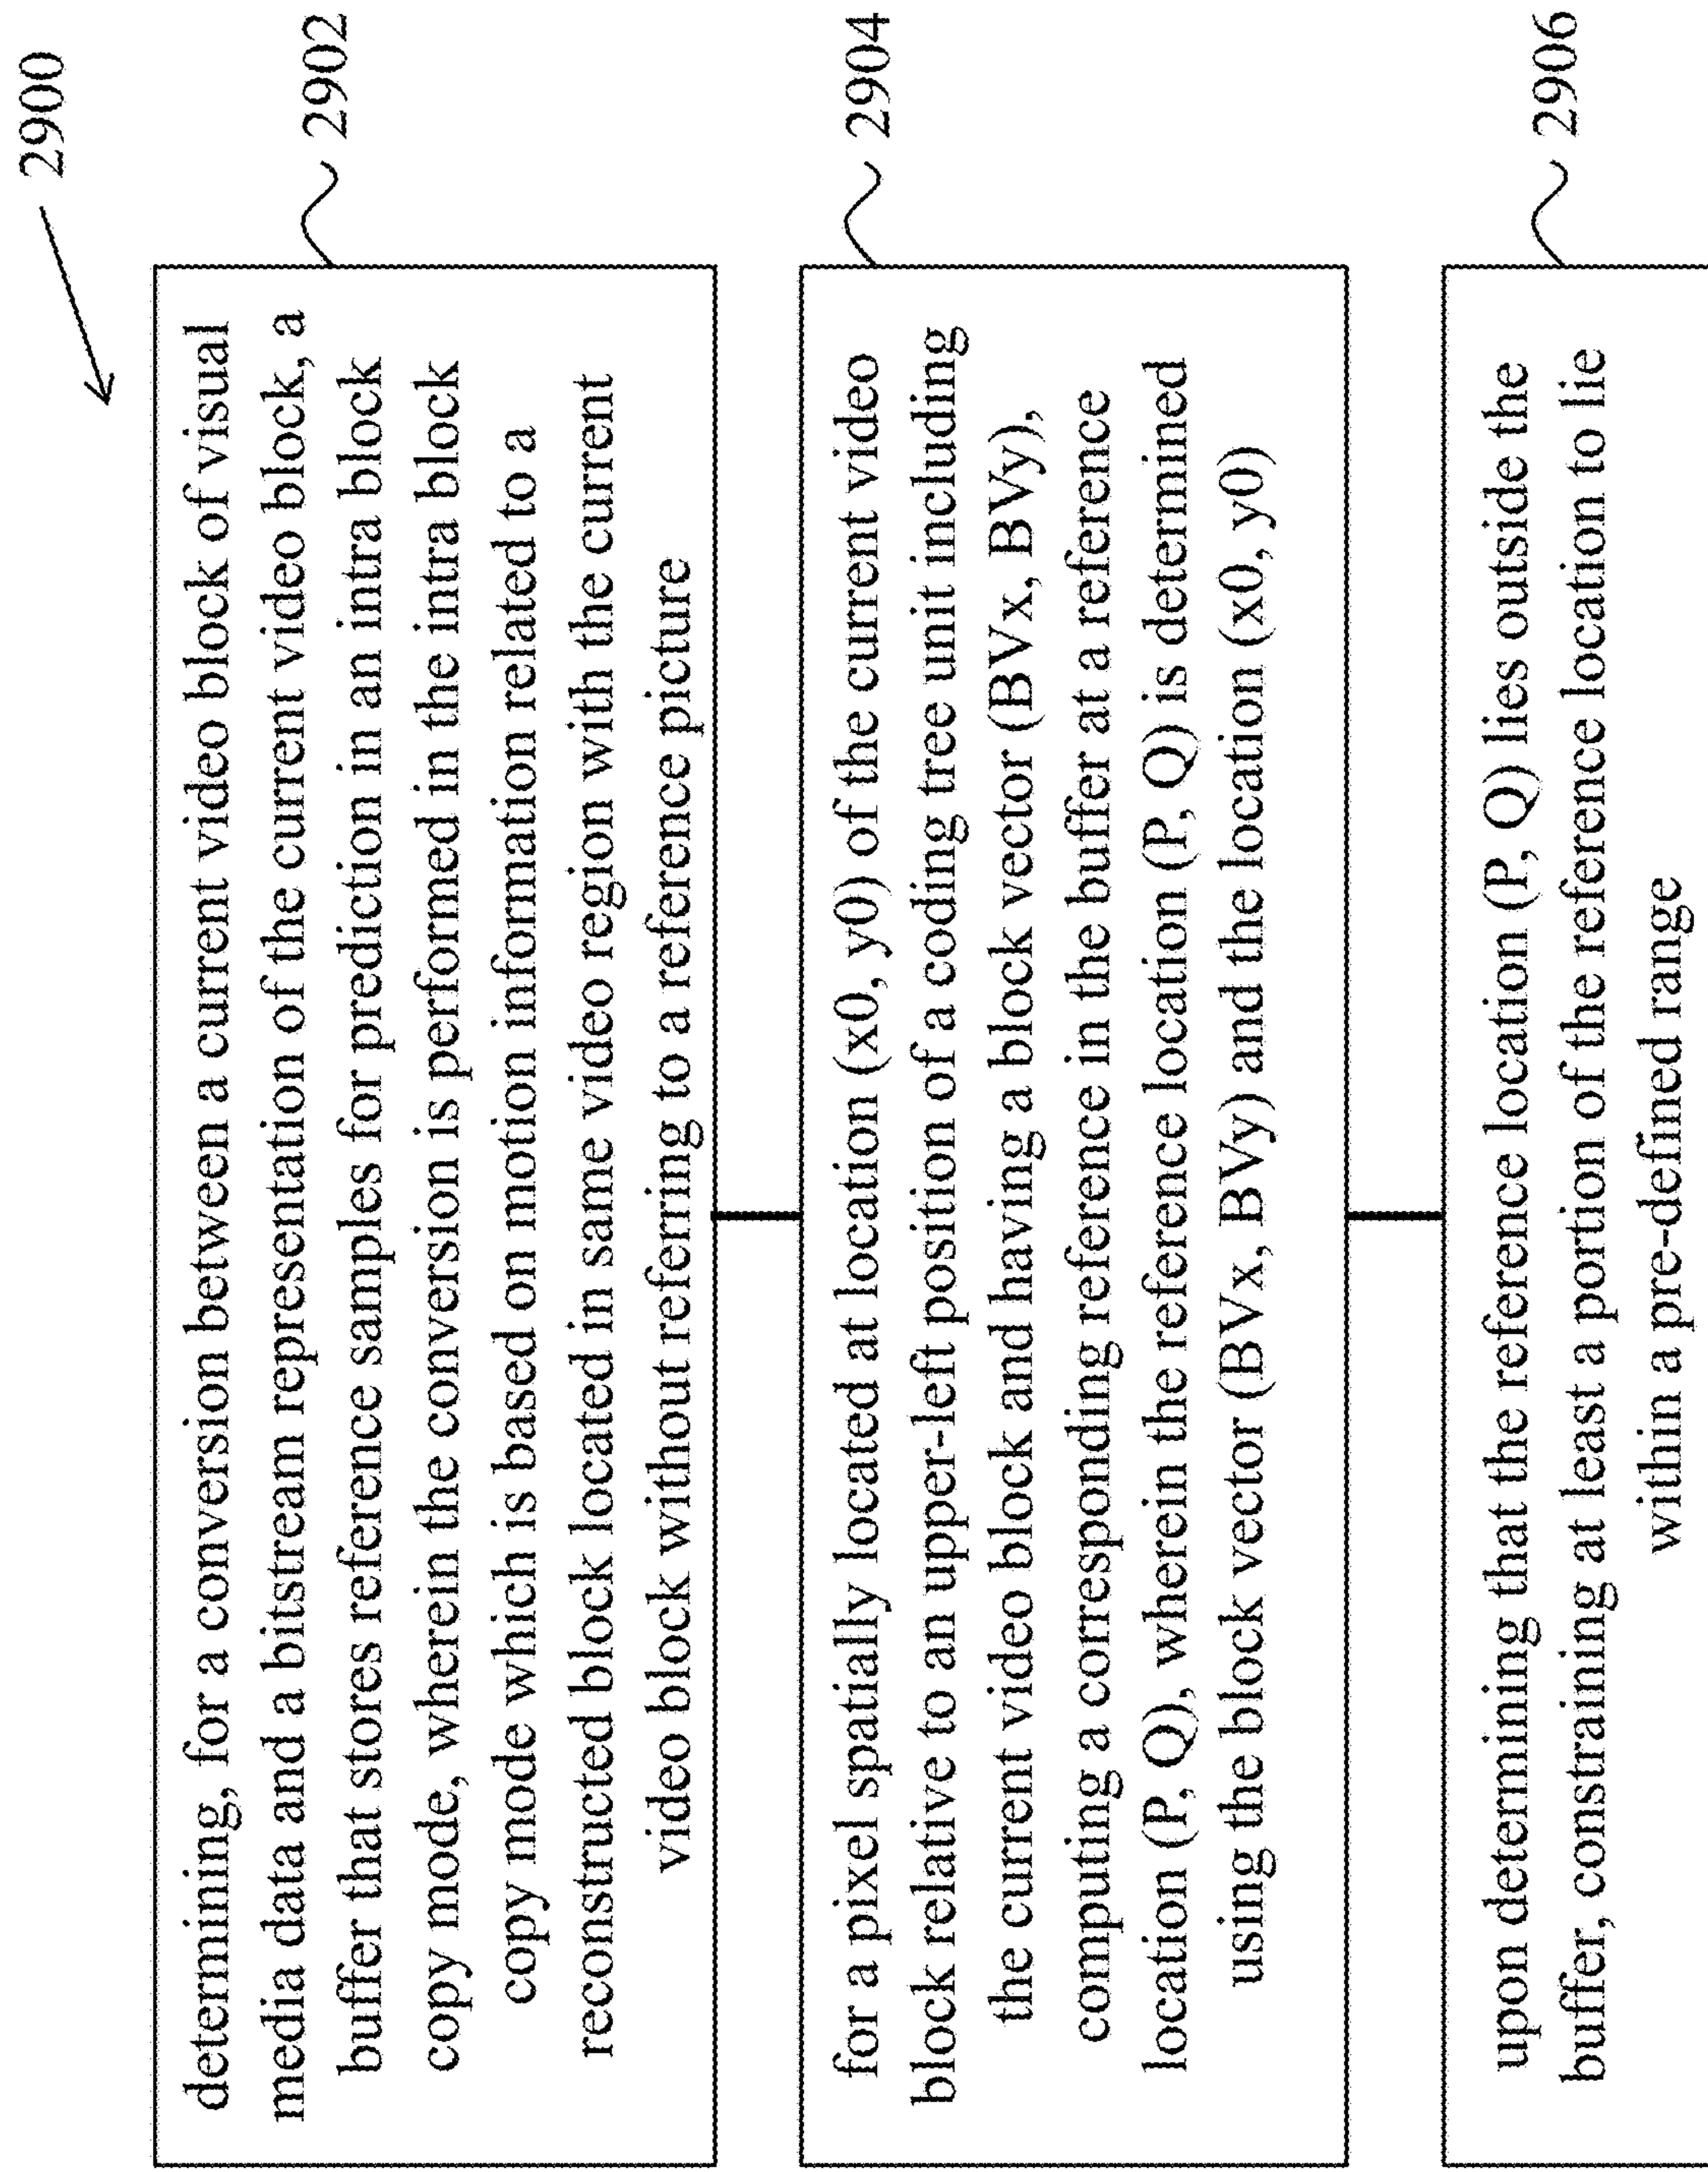 2900
determining, for a conversion between a current video block of visual
media data and a bitstream representation of the current video block, a
buffer that stores reference samples for prediction in an intra block
copy mode, wherein the conversion is performed in the intra block
copy mode which is based on motion information related to a
reconstructed block located in same video region with the current
video block without referring to a reference picture
2902
for a pixel spatially located at location (x0, y0) of the current video
block relative to an upper-left position of a coding tree unit including
the current video block and having a block vector (BVx, BVy),
computing a corresponding reference in the buffer at a reference
location (P, Q), wherein the reference location (P, Q) is determined
using the block vector (BVx, BVy) and the location (x0, y0)
2904
upon determining that the reference location (P, Q) lies outside the
buffer, constraining at least a portion of the reference location to lie
within a pre-defined range
2906